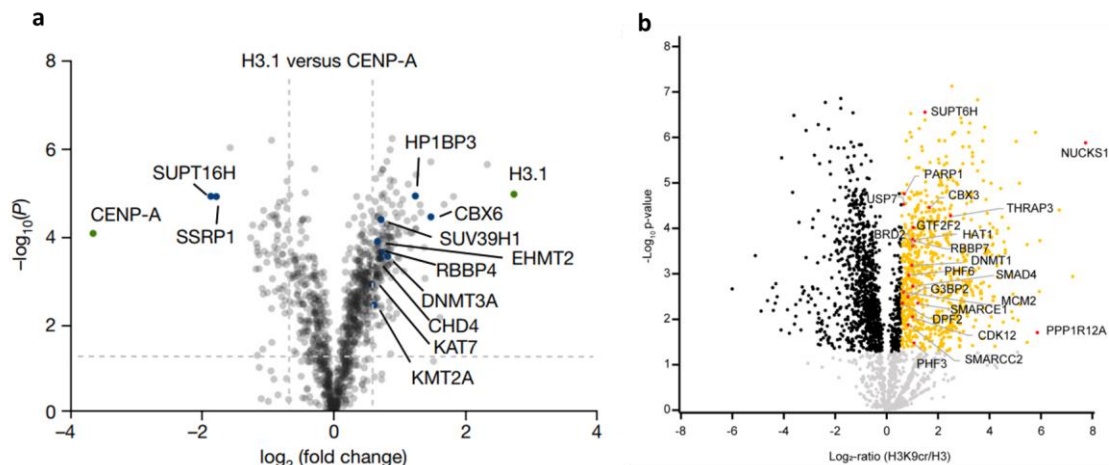 a
H3.1 versus CENP-A
8
6
4
2
0
–log10(P)
HP1BP3
SUPT16H
H3.1
CENP-A
CBX6
SSRP1
SUV39H1
EHMT2
RBBP4
DNMT3A
CHD4
KAT7
KMT2A
–4 –2 0 2 4
log2 (fold change)
b
8
7
6
5
4
3
2
1
0
-Log10 p-value
SUPT6H
NUCKS1
PARP1
USP7
CBX3
THRAP3
GTF2F2
BRD2
HAT1
RBBP7
DNMT1
PHF6
SMAD4
G3BP2
MCM2
SMARCE1
DPF2
CDK12
PPP1R12A
SMARCC2
PHF3
-8 -6 -4 -2 0 2 4 6 8
Log2-ratio (H3K9cr/H3)